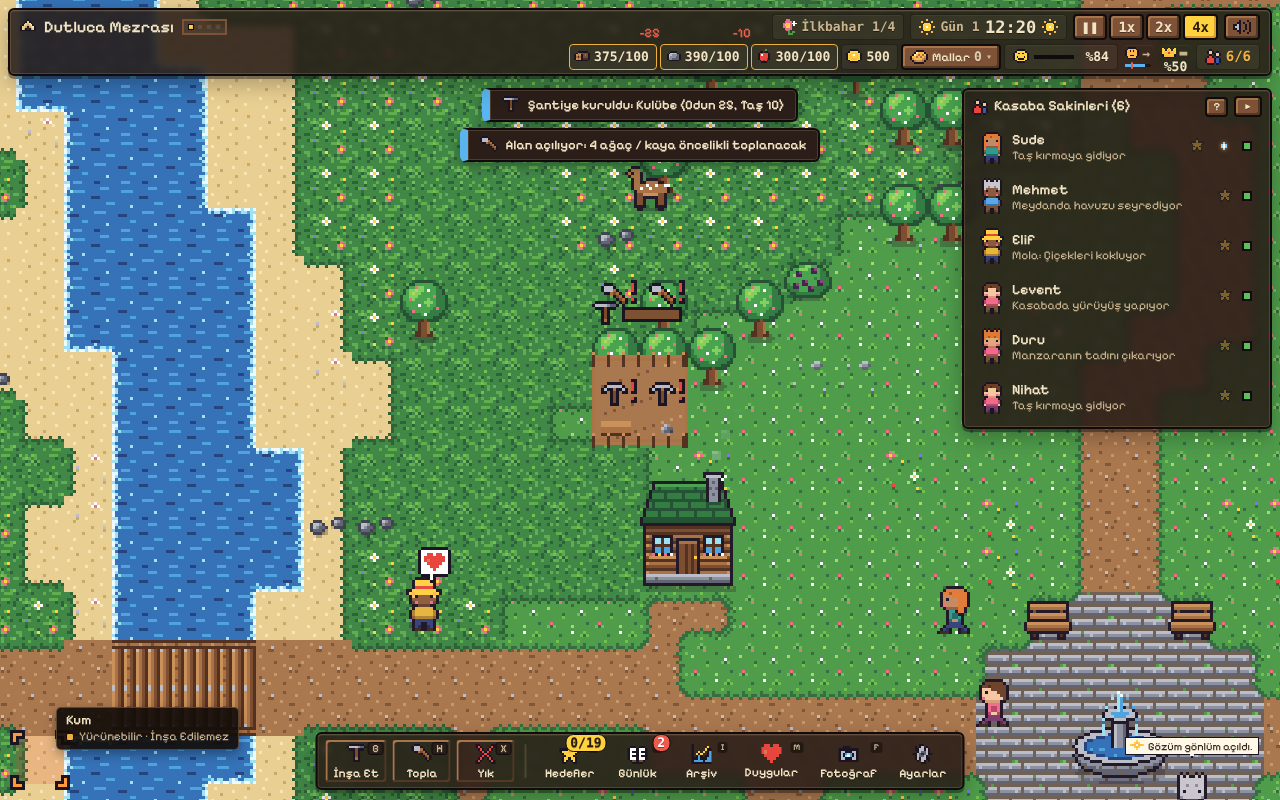 Dutluca Mezrası
-28
-10
İlkbahar 1/4
Gün 1 12:20
1x
2x
4x
375/100
390/100
300/100
500
Mallar 0
%84
%50
6/6
Şantiye kuruldu: Kulübe (Odun 28, Taş 10)
Alan açılıyor: 4 ağaç / kaya öncelikli toplanacak
Kasaba Sakinleri (6)
?
Sude
Taş kırmaya gidiyor
Mehmet
Meydanda havuzu seyrediyor
Elif
Mola: Çiçekleri kokluyor
Levent
Kasabada yürüyüş yapıyor
Duru
Manzaranın tadını çıkarıyor
Nihat
Taş kırmaya gidiyor
Kum
Yürünebilir · İnşa Edilemez
Gözüm gönlüm açıldı.
B
İnşa Et
H
Topla
X
Yık
0/19
Hedefler
2
Günlük
I
Arşiv
M
Duygular
F
Fotoğraf
Ayarlar